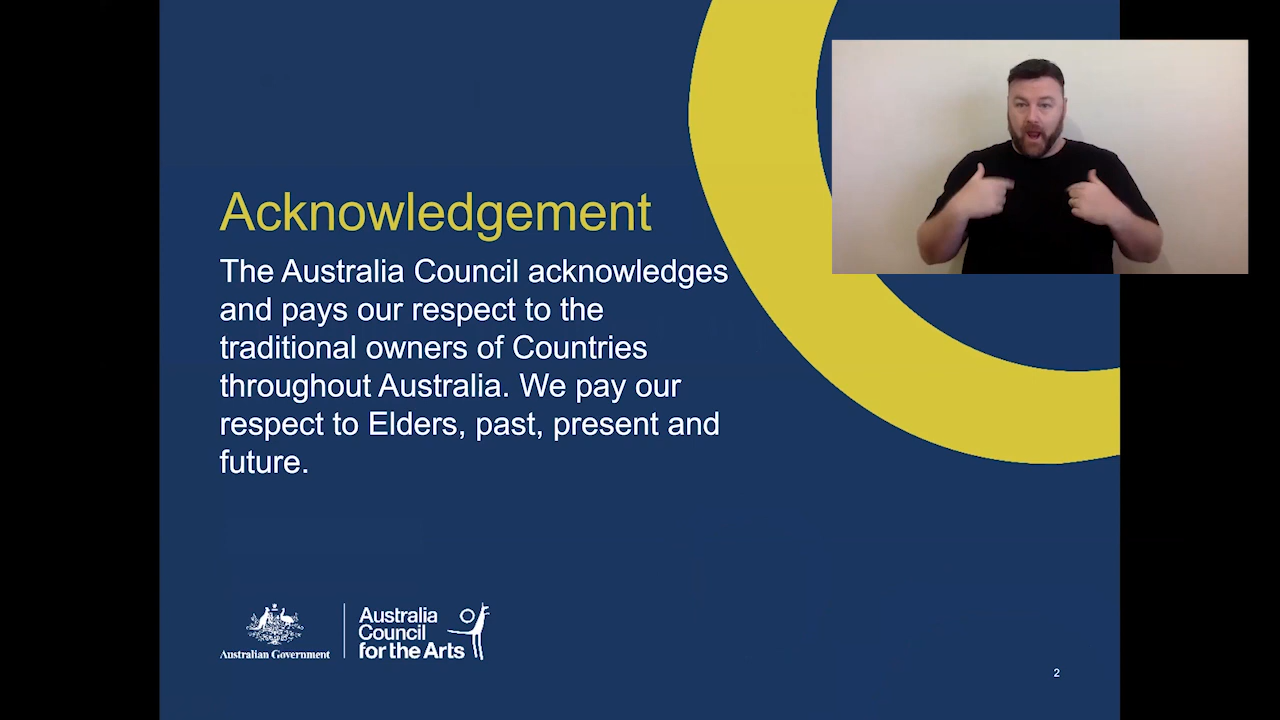 Acknowledgement
The Australia Council acknowledges
and pays our respect to the
traditional owners of Countries
throughout Australia. We pay our
respect to Elders, past, present and
future.
Australian Government
Australia
Council
for the Arts
2